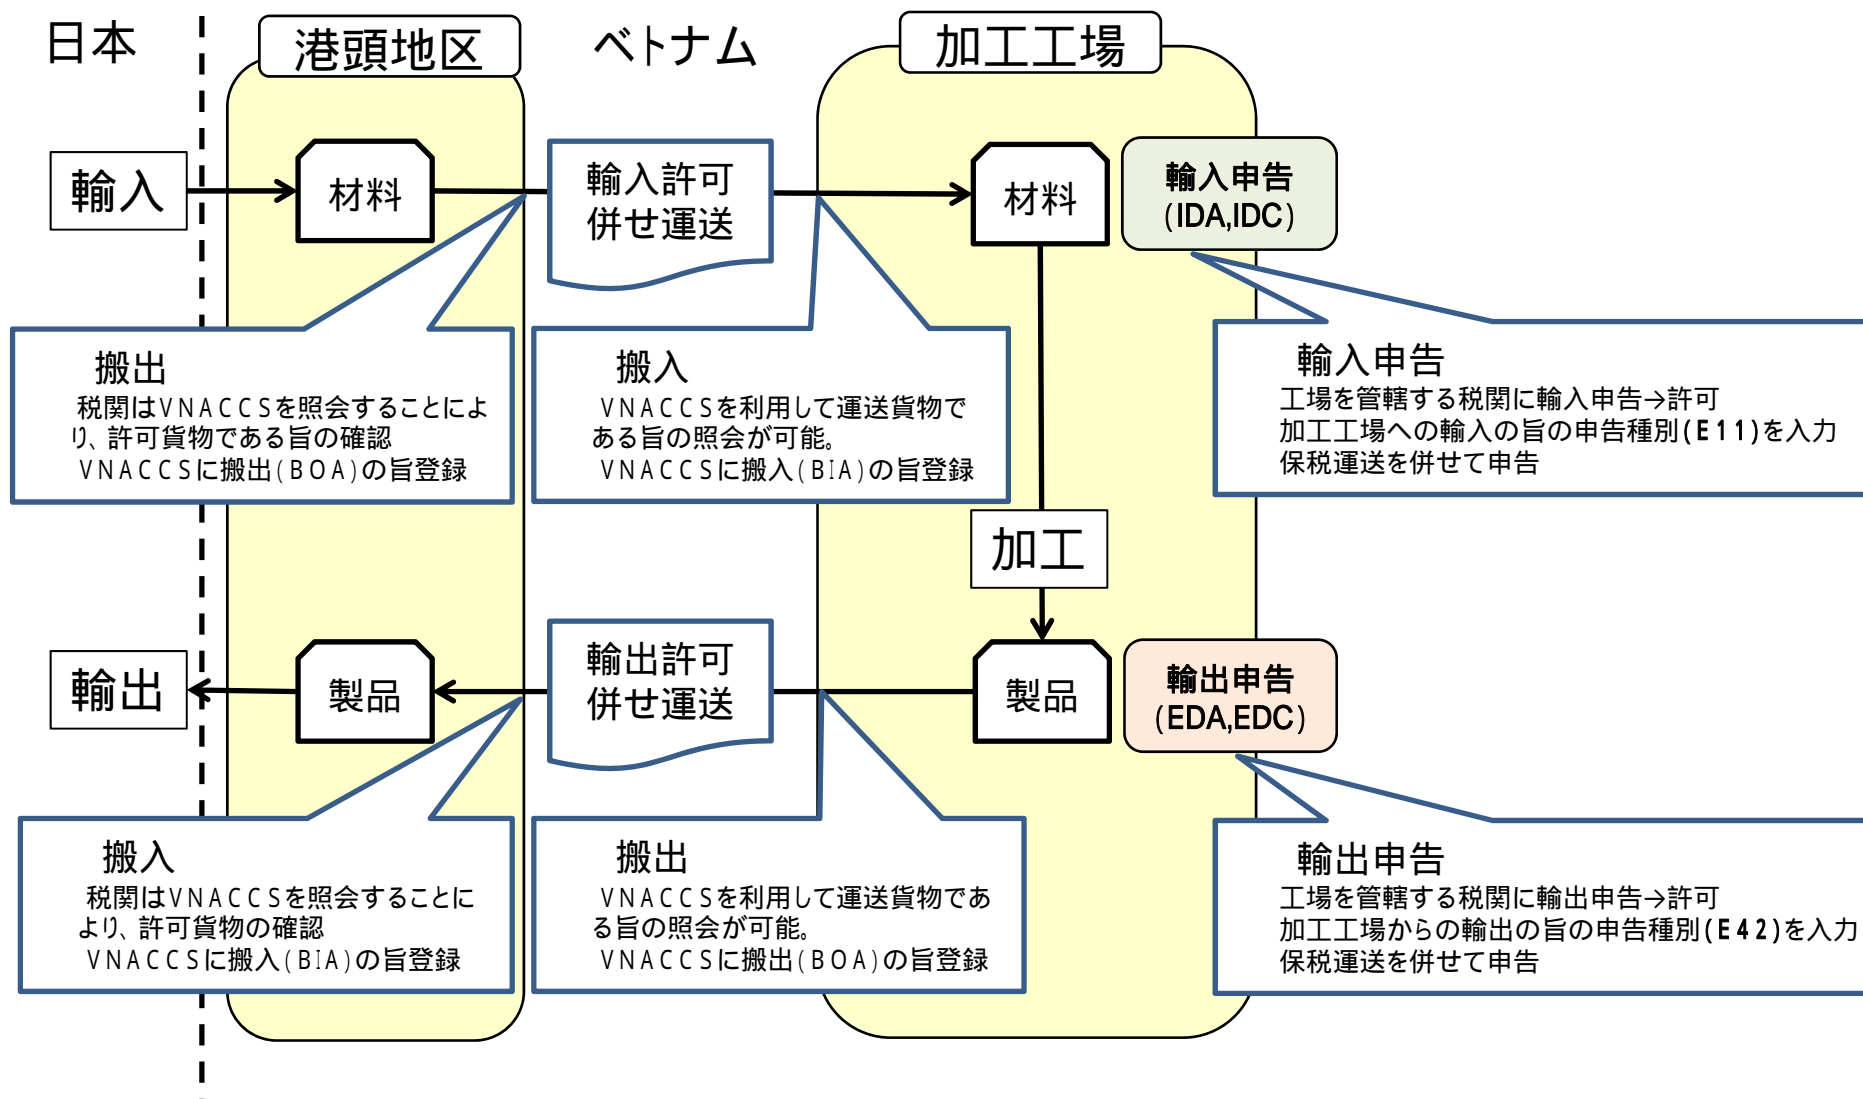 日本
港頭地区
ベトナム
加工工場
輸入
材料
輸入許可
併せ運送
材料
輸入申告
(IDA,IDC)
搬出
税関はVNACCSを照会することによ
り、許可貨物である旨の確認
VNACCSに搬出(BOA)の旨登録
搬入
VNACCSを利用して運送貨物で
ある旨の照会が可能。
VNACCSに搬入(BIA)の旨登録
輸入申告
工場を管轄する税関に輸入申告→許可
加工工場への輸入の旨の申告種別(E11)を入力
保税運送を併せて申告
加工
輸出
製品
輸出許可
併せ運送
製品
輸出申告
(EDA,EDC)
搬入
税関はVNACCSを照会することに
より、許可貨物の確認
VNACCSに搬入(BIA)の旨登録
搬出
VNACCSを利用して運送貨物であ
る旨の照会が可能。
VNACCSに搬出(BOA)の旨登録
輸出申告
工場を管轄する税関に輸出申告→許可
加工工場からの輸出の旨の申告種別(E42)を入力
保税運送を併せて申告